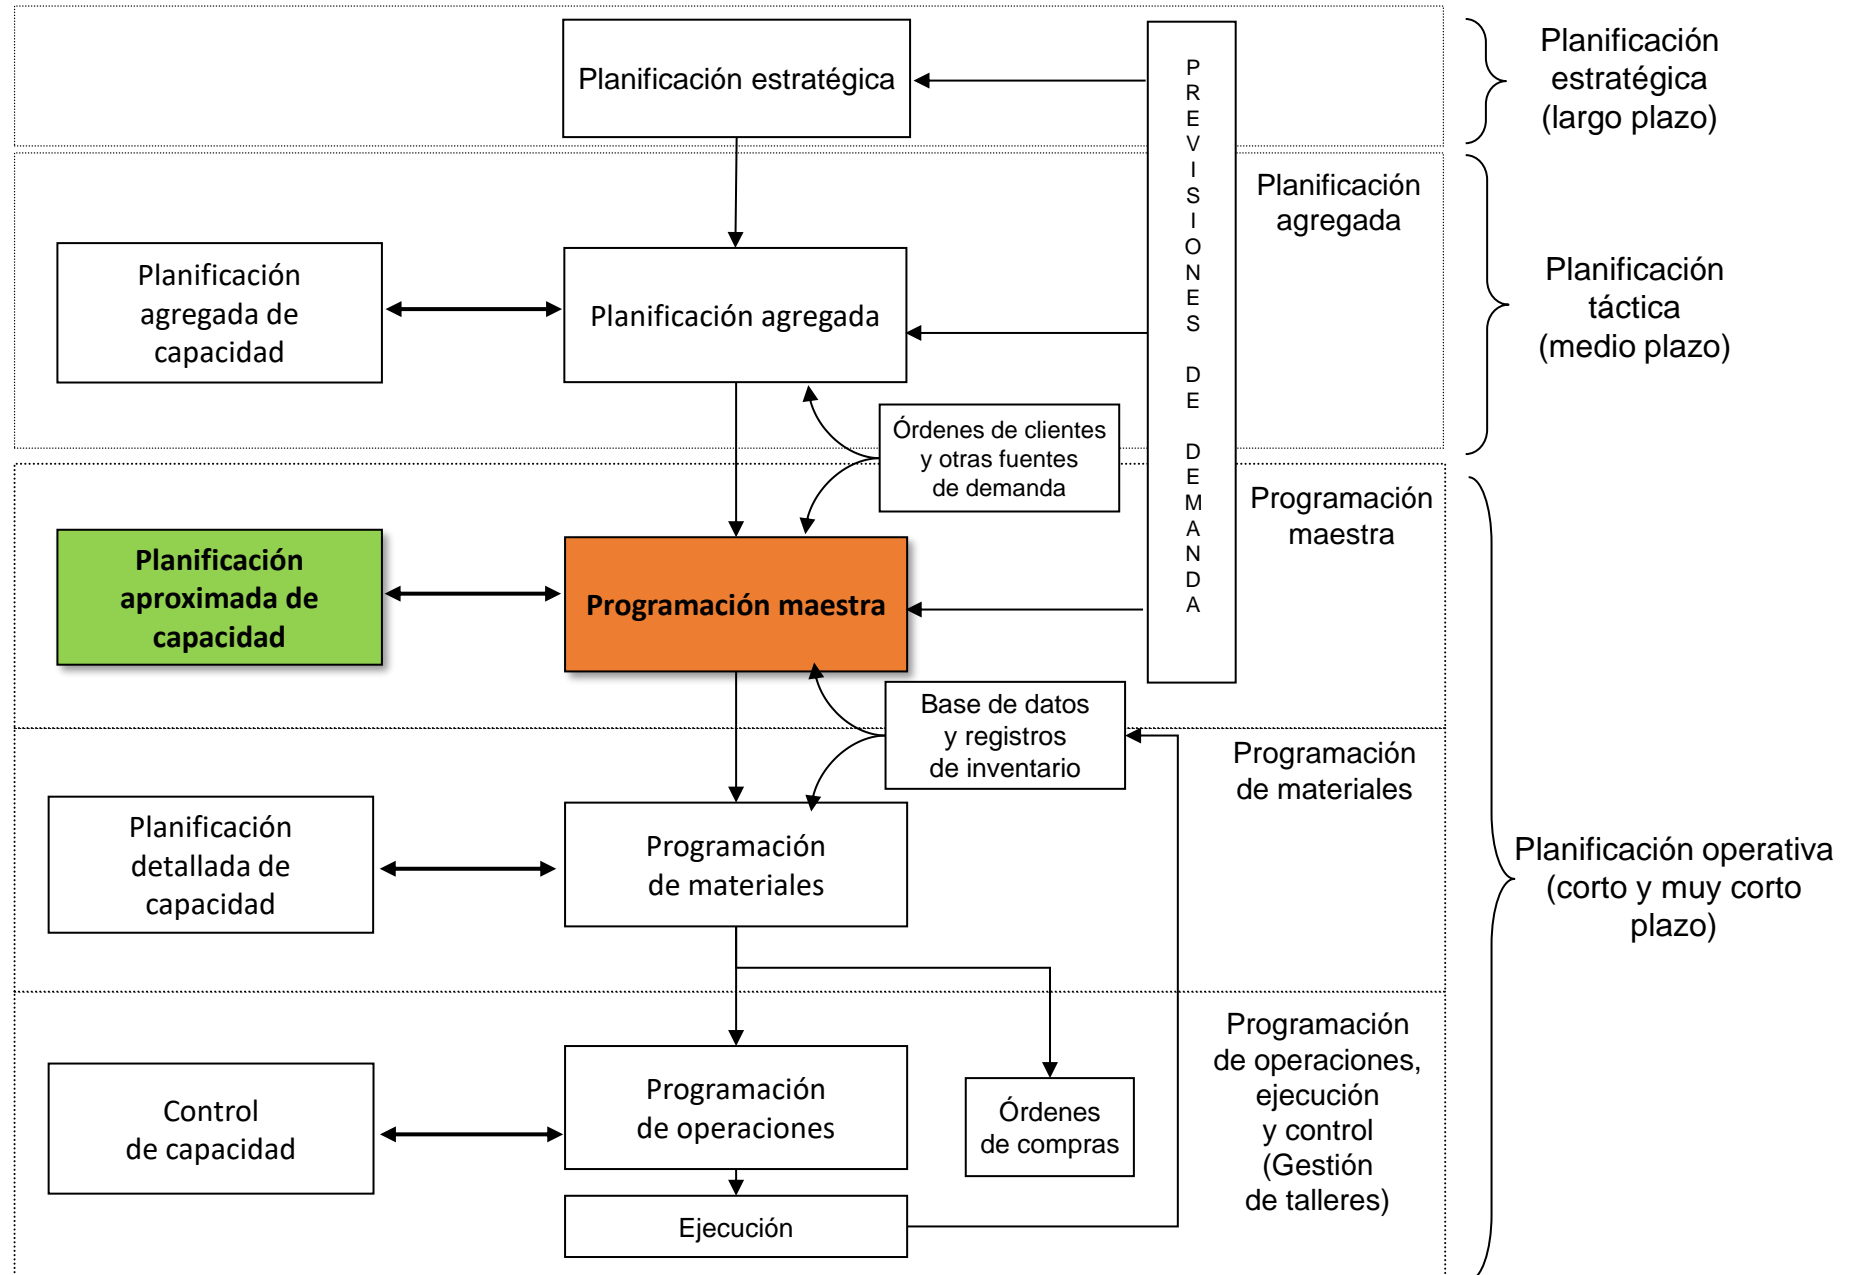 Planificación estratégica
P
R
E
V
I
S
I
O
N
E
S
D
E
D
E
M
A
N
D
A
Planificación
estratégica
(largo plazo)
Planificación
agregada
Planificación
agregada de
capacidad
Planificación agregada
Planificación
táctica
(medio plazo)
Órdenes de clientes
y otras fuentes
de demanda
Programación
maestra
Planificación
aproximada de
capacidad
Programación maestra
Base de datos
y registros
de inventario
Programación
de materiales
Planificación
detallada de
capacidad
Programación
de materiales
Planificación operativa
(corto y muy corto
plazo)
Programación
de operaciones,
ejecución
y control
(Gestión
de talleres)
Control
de capacidad
Programación
de operaciones
Órdenes
de compras
Ejecución